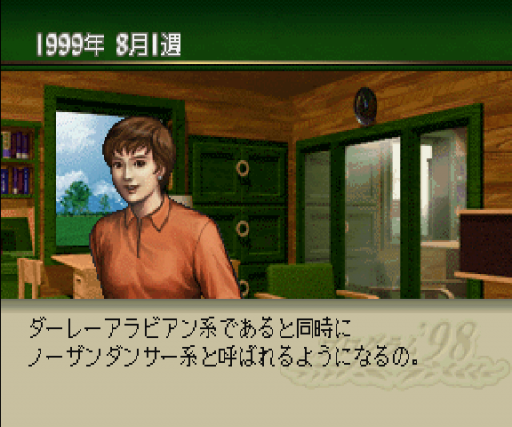 1999年 8月1週
ダーレーアラビアン系であると同時に
ノーザンダンサー系と呼ばれるようになるの。
'98